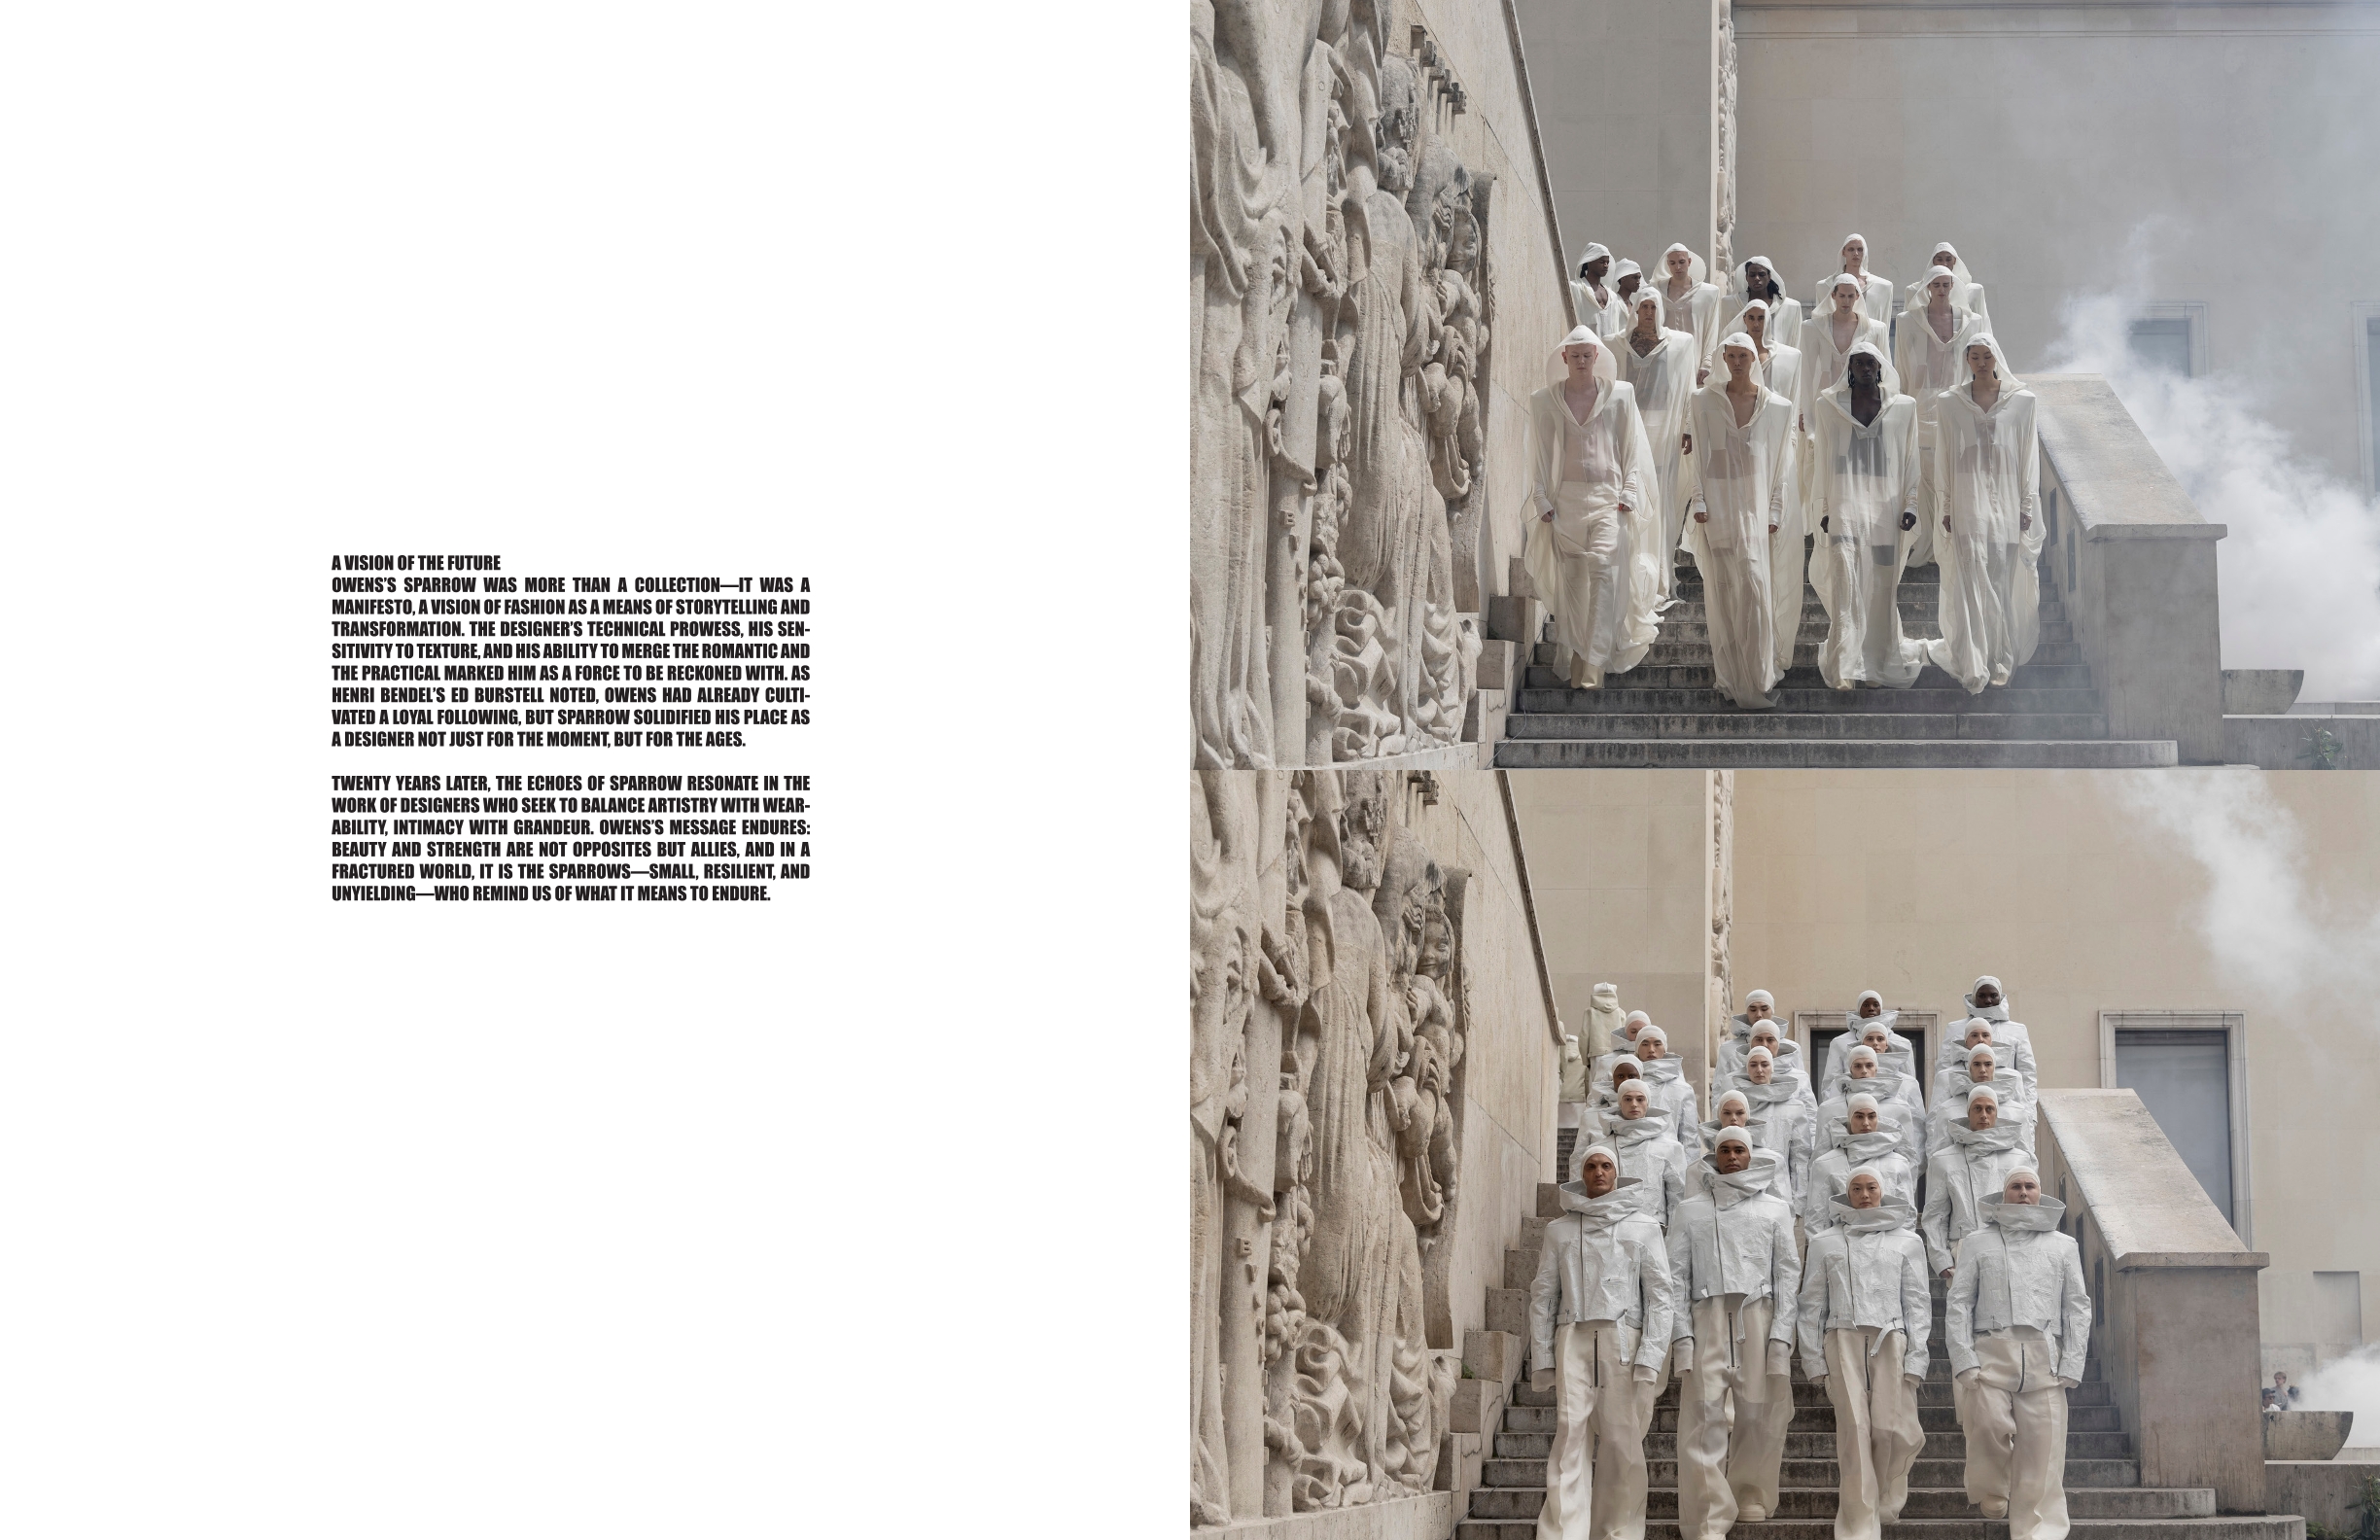 A VISION OF THE FUTURE
OWENS'S SPARROW WAS MORE THAN A COLLECTION—IT WAS A
MANIFESTO, A VISION OF FASHION AS A MEANS OF STORYTELLING AND
TRANSFORMATION. THE DESIGNER'S TECHNICAL PROWESS, HIS SEN-
SITIVITY TO TEXTURE, AND HIS ABILITY TO MERGE THE ROMANTIC AND
THE PRACTICAL MARKED HIM AS A FORCE TO BE RECKONED WITH. AS
HENRI BENDEL'S ED BURSTELL NOTED, OWENS HAD ALREADY CULTI-
VATED A LOYAL FOLLOWING, BUT SPARROW SOLIDIFIED HIS PLACE AS
A DESIGNER NOT JUST FOR THE MOMENT, BUT FOR THE AGES.
TWENTY YEARS LATER, THE ECHOES OF SPARROW RESONATE IN THE
WORK OF DESIGNERS WHO SEEK TO BALANCE ARTISTRY WITH WEAR-
ABILITY, INTIMACY WITH GRANDEUR. OWENS'S MESSAGE ENDURES:
BEAUTY AND STRENGTH ARE NOT OPPOSITES BUT ALLIES, AND IN A
FRACTURED WORLD, IT IS THE SPARROWS—SMALL, RESILIENT, AND
UNYIELDING—WHO REMIND US OF WHAT IT MEANS TO ENDURE.